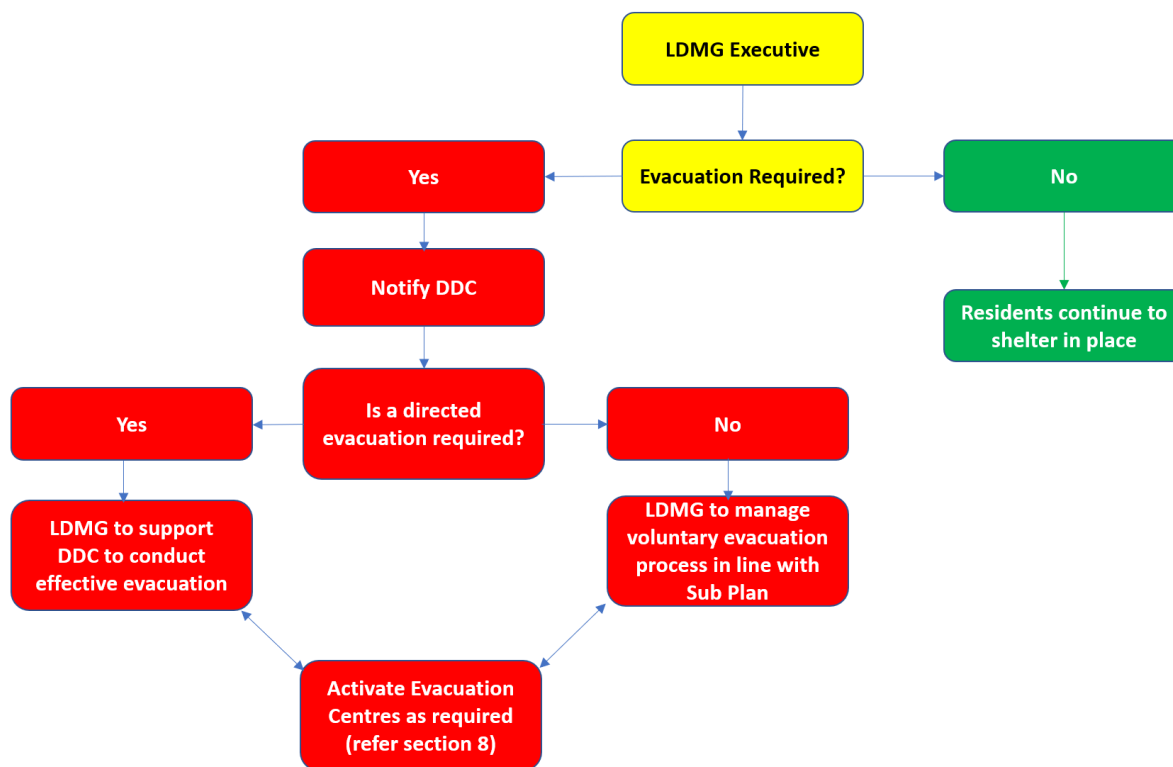 LDMG Executive
Yes
Evacuation Required?
No
Notify DDC
Residents continue to
shelter in place
Yes
Is a directed
evacuation required?
No
LDMG to support
DDC to conduct
effective evacuation
LDMG to manage
voluntary evacuation
process in line with
Sub Plan
Activate Evacuation
Centres as required
(refer section 8)